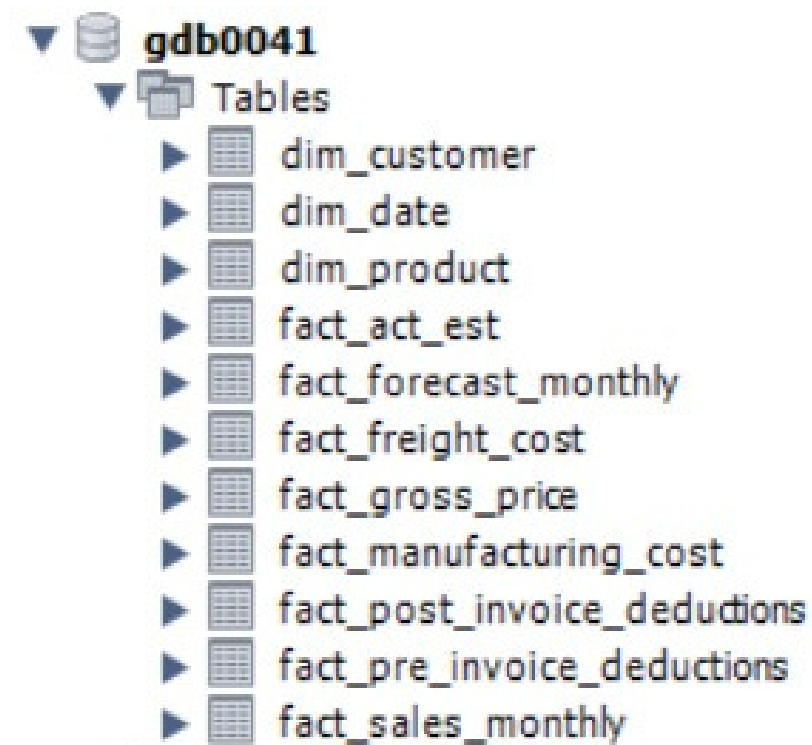 gdb0041
Tables
dim_customer
dim_date
dim_product
fact_act_est
fact_forecast_monthly
fact_freight_cost
fact_gross_price
fact_manufacturing_cost
fact_post_invoice_deductions
fact_pre_invoice_deductions
fact_sales_monthly